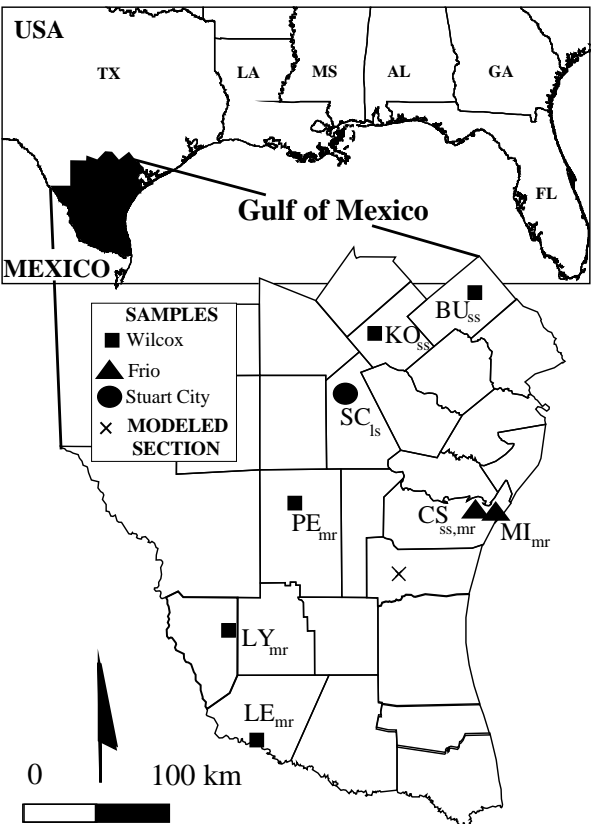 USA
TX
LA
MS
AL
GA
FL
Gulf of Mexico
MEXICO
SAMPLES
Wilcox
Frio
Stuart City
MODELED
SECTION
BUss
KOss
SCls
PEmr
CSss,mr
MImr
LYmr
LEmr
0 100 km